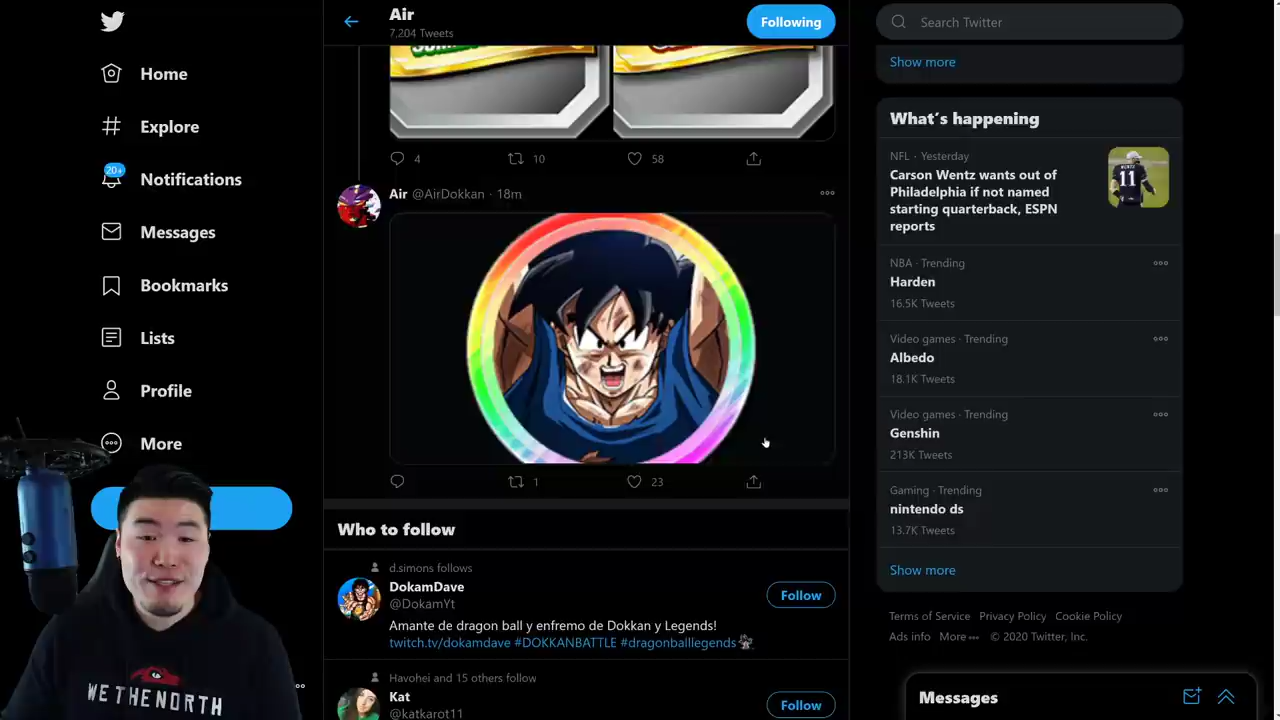 Home
Explore
20+
Notifications
Messages
Bookmarks
Lists
Profile
More
WE THE NORTH
Air
7,204 Tweets
Following
4
10
58
Air @AirDokkan · 18m
1
23
Who to follow
d.simons follows
DokamDave
@DokamYt
Follow
Amante de dragon ball y enfremo de Dokkan y Legends!
twitch.tv/dokamdave #DOKKANBATTLE #dragonballlegends
Havohei and 15 others follow
Kat
@katkarot11
Follow
Search Twitter
Show more
What's happening
NFL · Yesterday
Carson Wentz wants out of
Philadelphia if not named
starting quarterback, ESPN
reports
11
NBA · Trending
Harden
16.5K Tweets
Video games · Trending
Albedo
18.1K Tweets
Video games · Trending
Genshin
213K Tweets
Gaming · Trending
nintendo ds
13.7K Tweets
Show more
Terms of Service Privacy Policy Cookie Policy
Ads info More © 2020 Twitter, Inc.
Messages